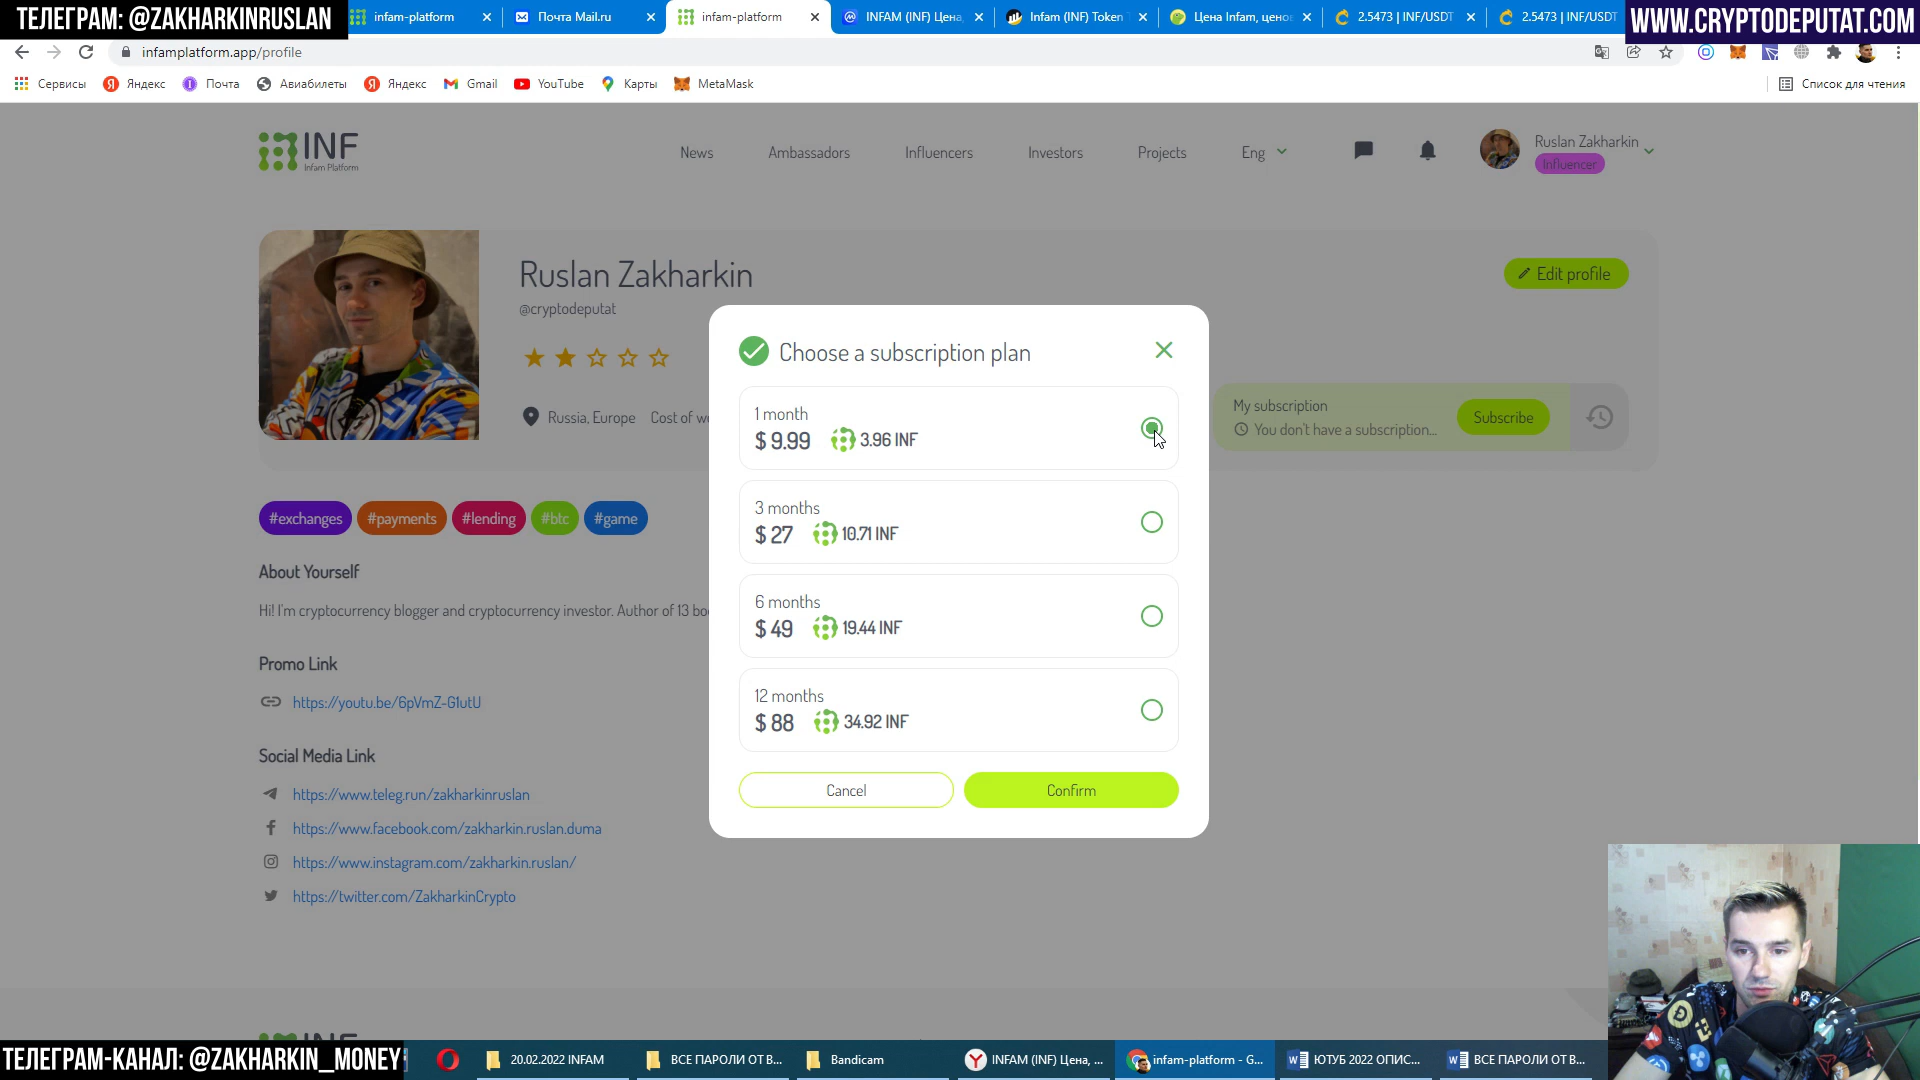 ТЕЛЕГРАМ: @ZAKHARKINRUSLAN
infam-platform
Почта Mail.ru
infam-platform
INFAM (INF) Цена,
Infam (INF) Token
Цена Infam, цено
2.5473 | INF/USDT
2.5473 | INF/USDT
WWW.CRYPTODEPUTAT.COM
infamplatform.app/profile
Сервисы
Яндекс
Почта
Авиабилеты
Яндекс
Gmail
YouTube
Карты
MetaMask
Список для чтения
INF
Infam Platform
News
Ambassadors
Influencers
Investors
Projects
Eng
Ruslan Zakharkin
Influencer
Ruslan Zakharkin
@cryptodeputat
Edit profile
Russia, Europe
Cost of w
My subscription
You don't have a subscription...
Subscribe
#exchanges
#payments
#lending
#btc
#game
About Yourself
Hi! I'm cryptocurrency blogger and cryptocurrency investor. Author of 13 bo
Promo Link
https://youtu.be/6pVmZ-G1utU
Social Media Link
https://www.teleg.run/zakharkinruslan
https://www.facebook.com/zakharkin.ruslan.duma
https://www.instagram.com/zakharkin.ruslan/
https://twitter.com/ZakharkinCrypto
Choose a subscription plan
1 month
$ 9.99 3.96 INF
3 months
$ 27 10.71 INF
6 months
$ 49 19.44 INF
12 months
$ 88 34.92 INF
Cancel
Confirm
INF
ТЕЛЕГРАМ-КАНАЛ: @ZAKHARKIN_MONEY
20.02.2022 INFAM
ВСЕ ПАРОЛИ ОТ В...
Bandicam
INFAM (INF) Цена, ...
infam-platform - G...
ЮТУБ 2022 ОПИС...
ВСЕ ПАРОЛИ ОТ В...